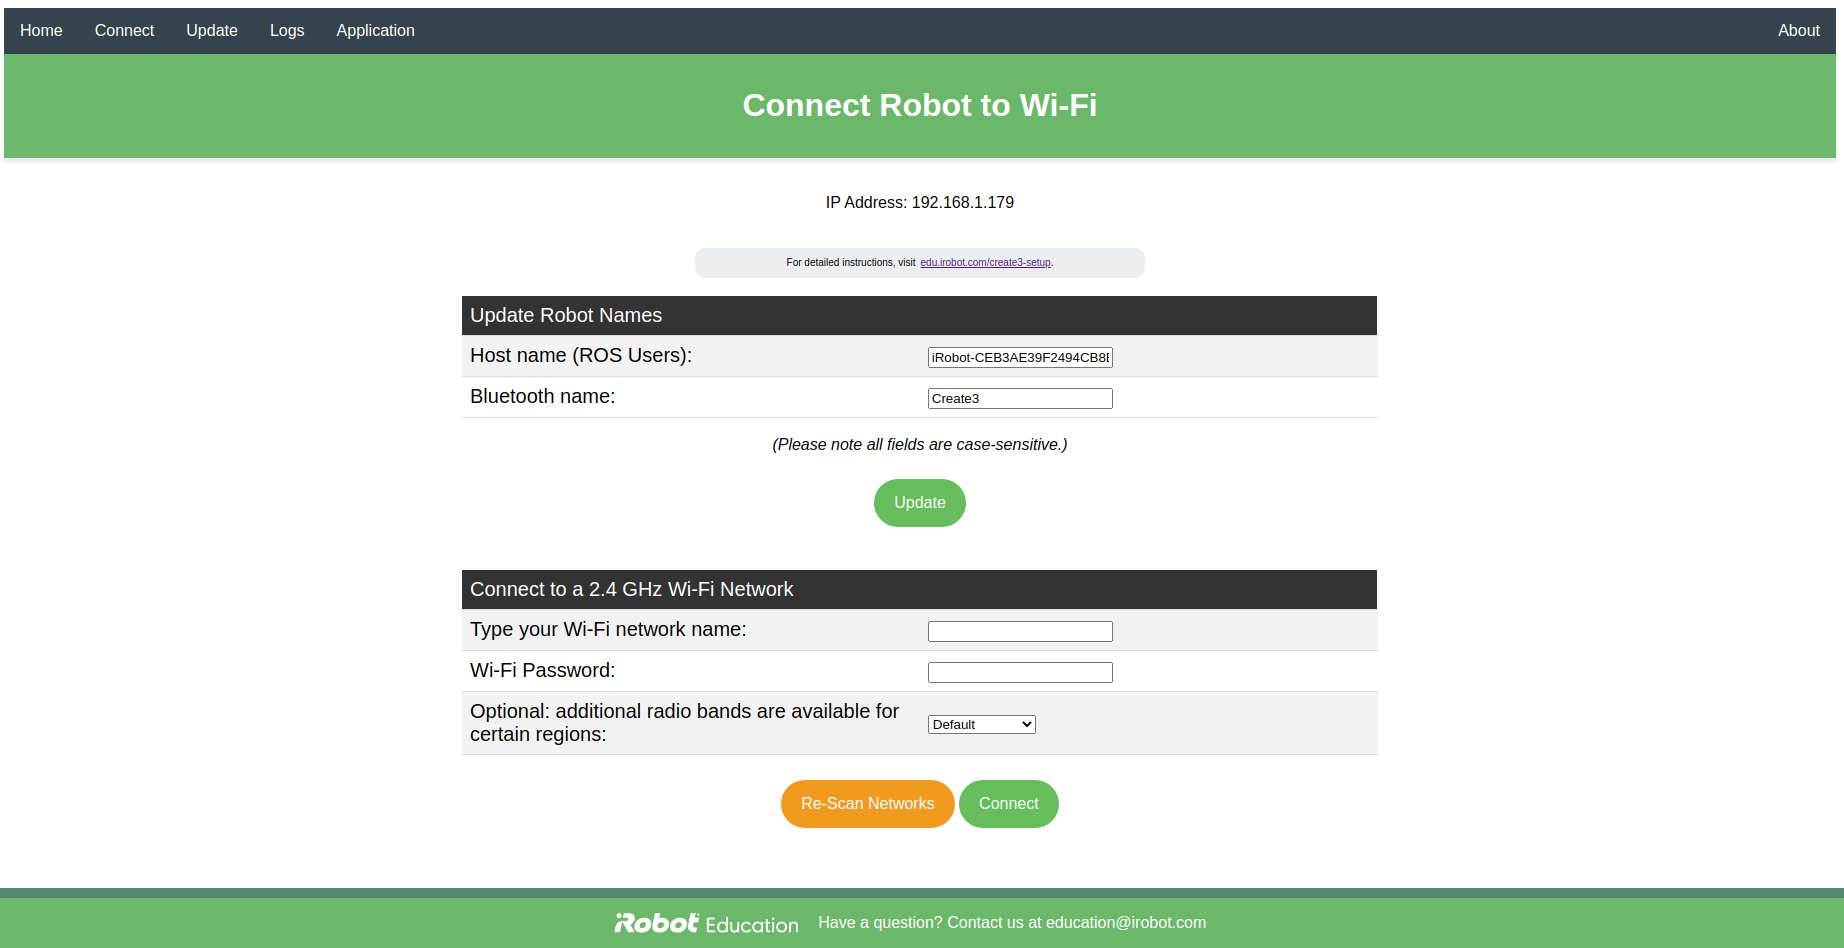 Home Connect Update Logs Application About
Connect Robot to Wi-Fi
IP Address: 192.168.1.179
For detailed instructions, visit edu.irobot.com/create3-setup.
Update Robot Names
Host name (ROS Users): iRobot-CEB3AE39F2494CB8
Bluetooth name: Create3
(Please note all fields are case-sensitive.)
Update
Connect to a 2.4 GHz Wi-Fi Network
Type your Wi-Fi network name:
Wi-Fi Password:
Optional: additional radio bands are available for
certain regions: Default
Re-Scan Networks Connect
iRobot Education Have a question? Contact us at education@irobot.com